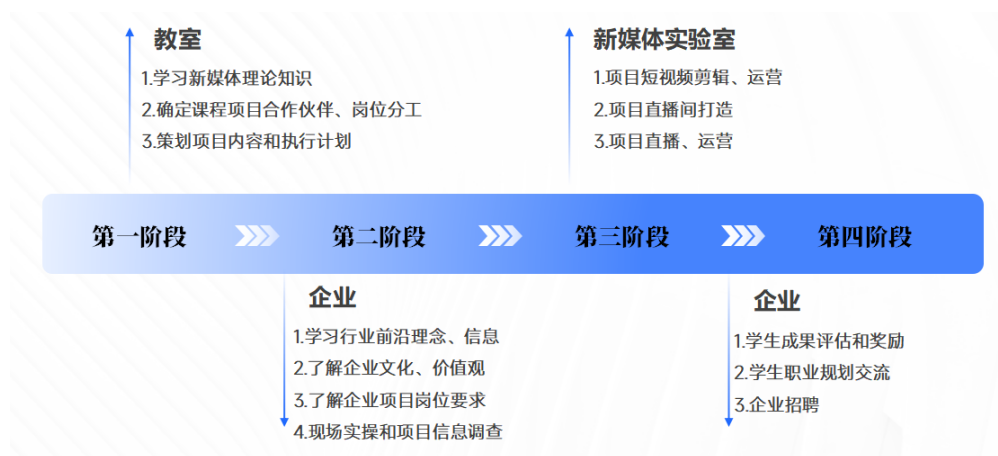 教室
1.学习新媒体理论知识
2.确定课程项目合作伙伴、岗位分工
3.策划项目内容和执行计划
新媒体实验室
1.项目短视频剪辑、运营
2.项目直播间打造
3.项目直播、运营
第一阶段
第二阶段
第三阶段
第四阶段
企业
1.学习行业前沿理念、信息
2.了解企业文化、价值观
3.了解企业项目岗位要求
4.现场实操和项目信息调查
企业
1.学生成果评估和奖励
2.学生职业规划交流
3.企业招聘